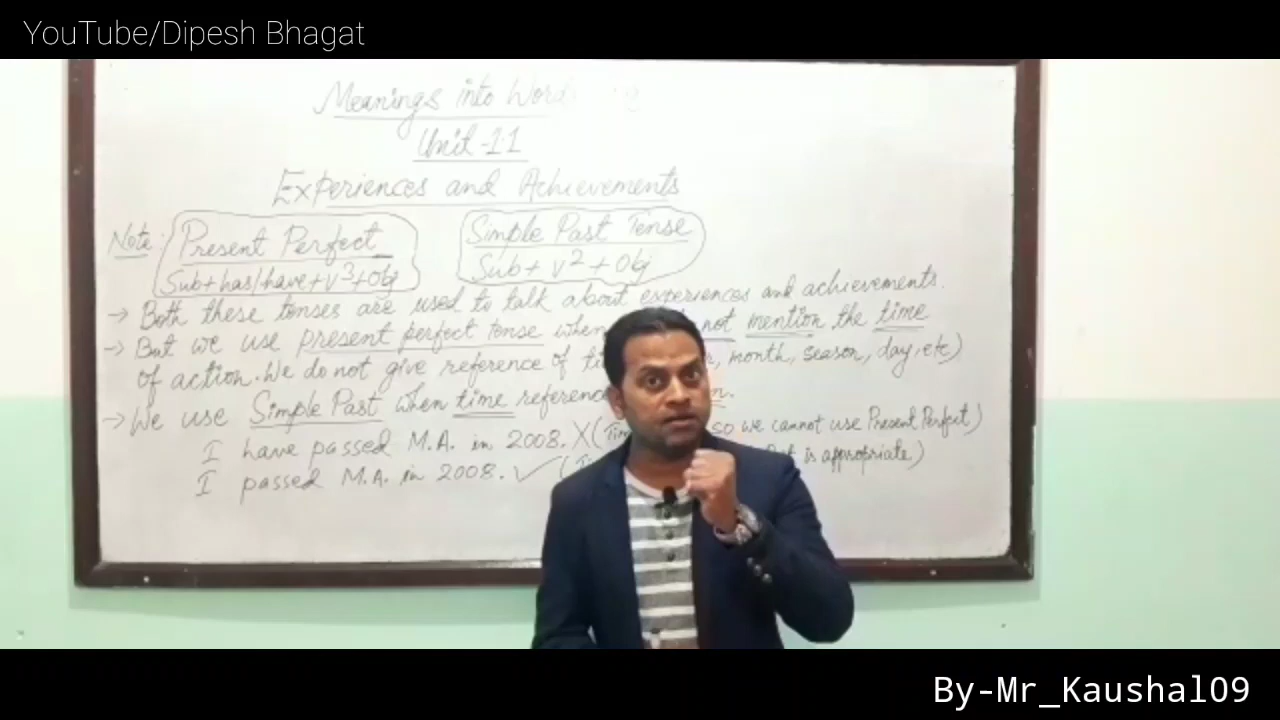 YouTube/Dipesh Bhagat
Meanings into Words
Unit-11
Experiences and Achievements
Note: Present Perfect
Sub+has/have+v3+Obj
Simple Past Tense
Sub+ v2 + Obj
→ Both these tenses are used to talk about experiences and achievements.
→ But we use present perfect tense when not mention the time
of action. We do not give reference of month, season, day, etc)
→ We use Simple Past when time reference
I have passed M.A. in 2008. X ( so we cannot use Present Perfect)
I passed M.A. in 2008. ✓ ( is appropriate)
By-Mr_Kaushal09